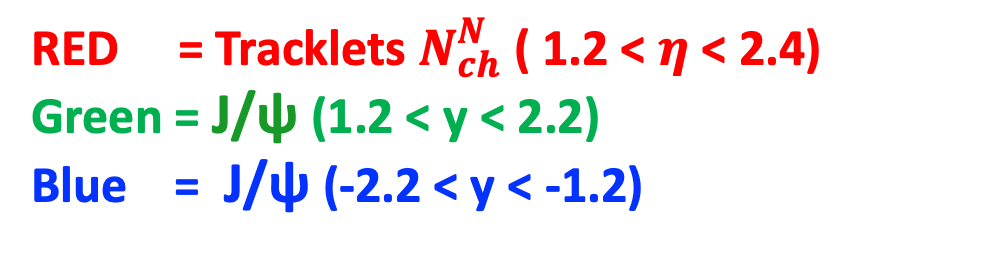 RED = Tracklets N^N_ch ( 1.2 < η < 2.4)
Green = J/ψ (1.2 < y < 2.2)
Blue = J/ψ (-2.2 < y < -1.2)